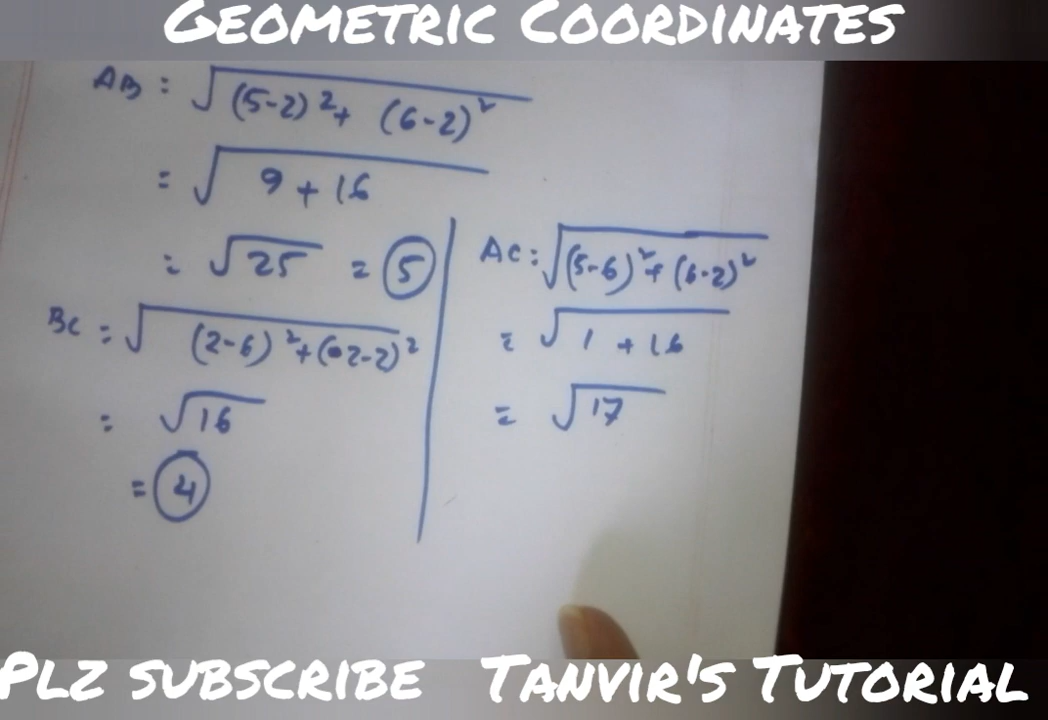 GEOMETRIC COORDINATES
AB = √(5-2)² + (6-2)²
= √9 + 16
= √25 = 5
BC = √(2-6)² + (2-2)²
= √16
= 4
AC = √(5-6)² + (6-2)²
= √1 + 16
= √17
PLZ SUBSCRIBE TANVIR'S TUTORIAL